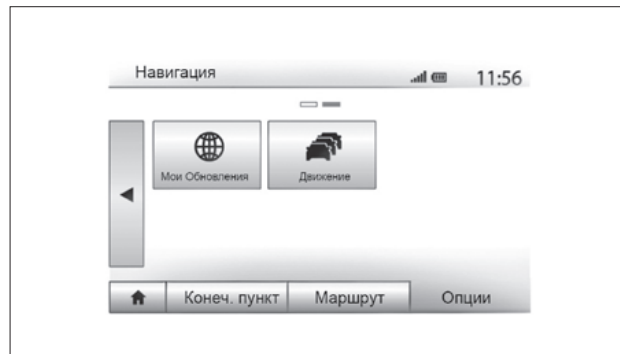 Навигация 11:56
Мои Обновления Движение
Конеч. пункт Маршрут Опции